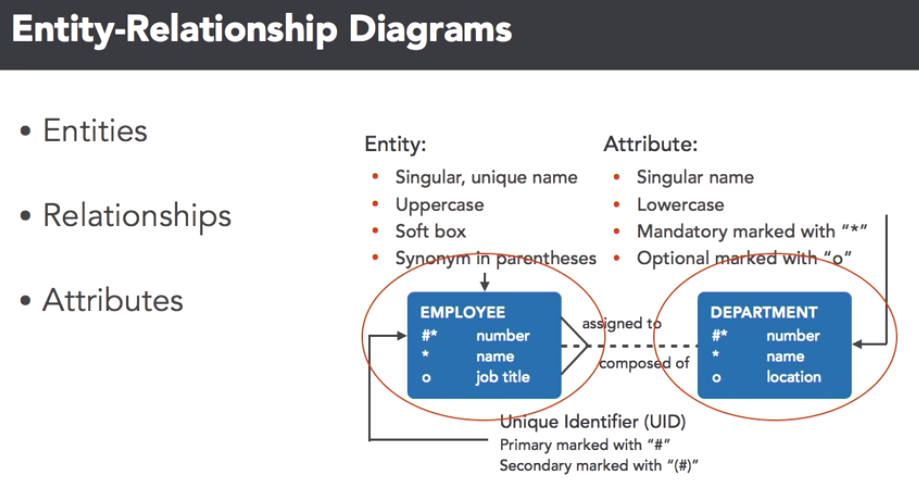 Entity-Relationship Diagrams
• Entities
• Relationships
• Attributes
Entity:
• Singular, unique name
• Uppercase
• Soft box
• Synonym in parentheses
Attribute:
• Singular name
• Lowercase
• Mandatory marked with “*”
• Optional marked with “o”
EMPLOYEE
#* number
* name
o job title
assigned to
composed of
DEPARTMENT
#* number
* name
o location
Unique Identifier (UID)
Primary marked with “#”
Secondary marked with “(#)”